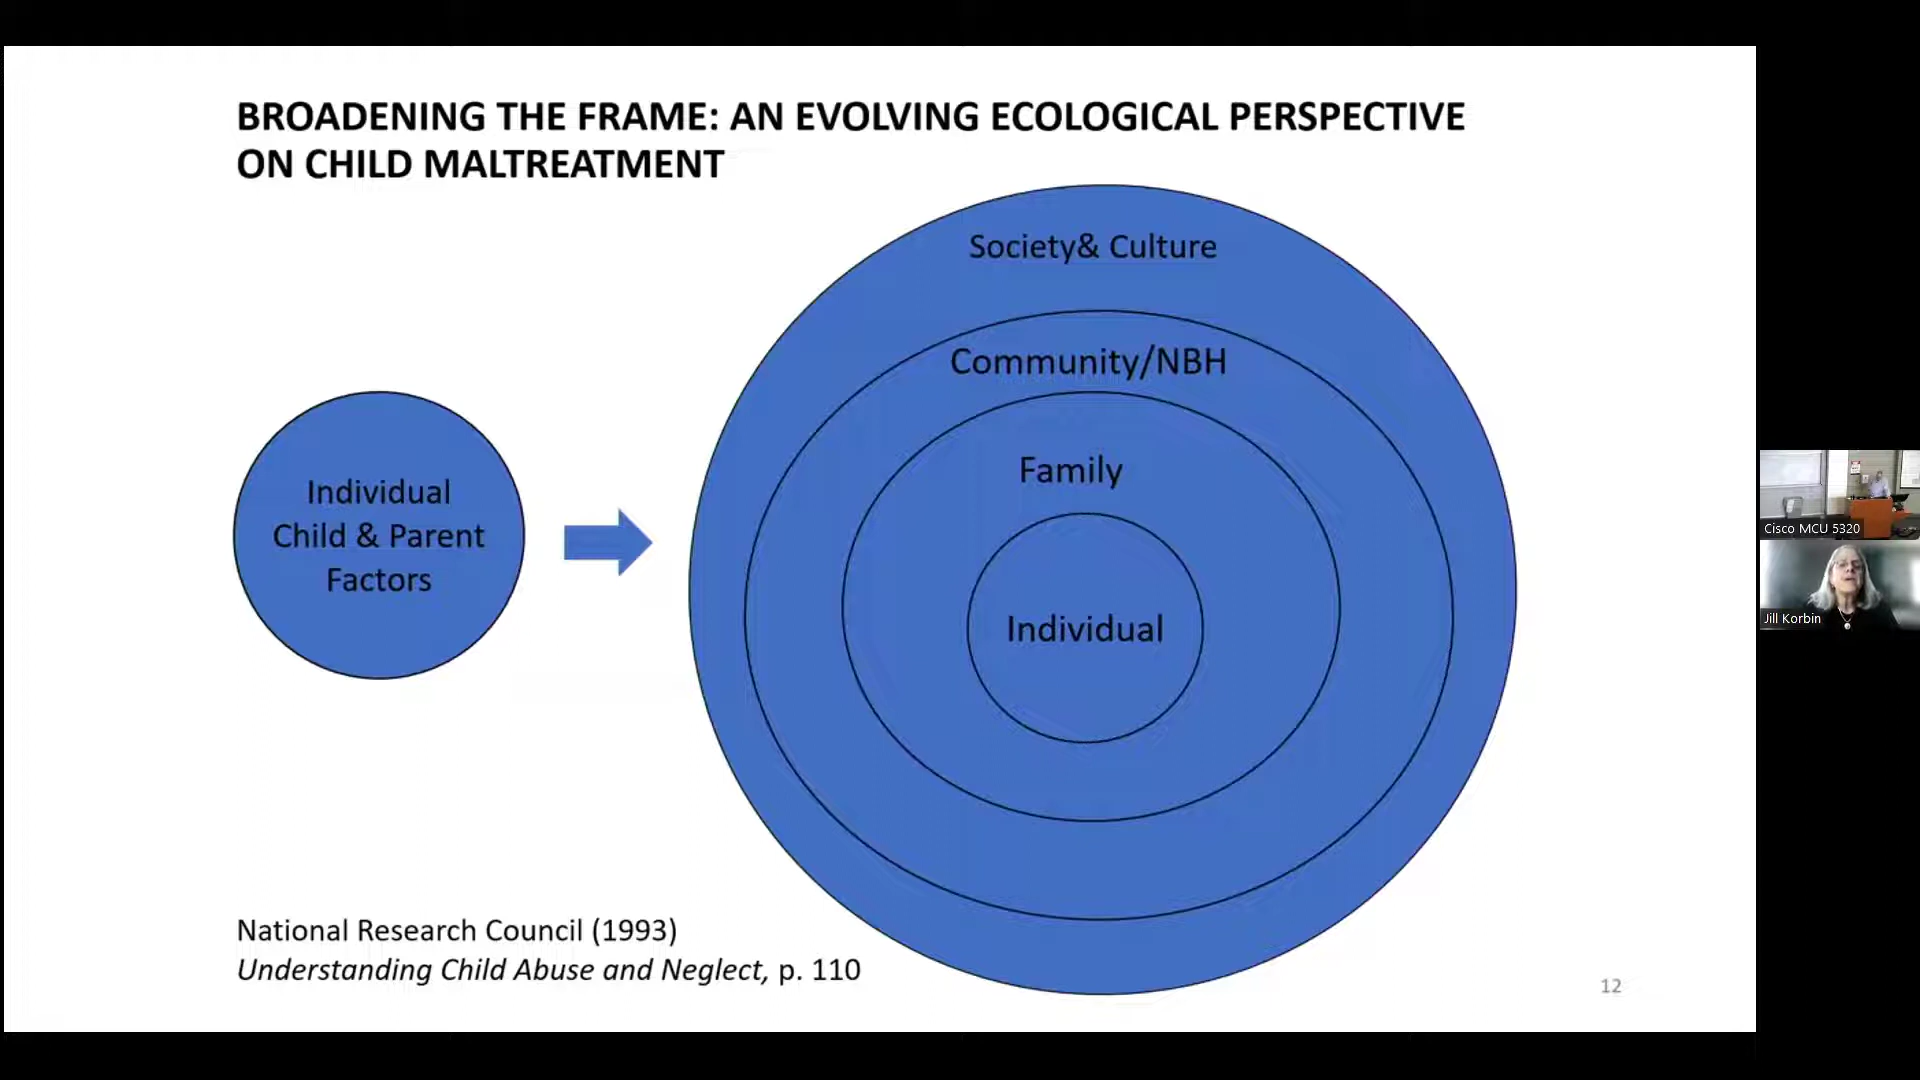 BROADENING THE FRAME: AN EVOLVING ECOLOGICAL PERSPECTIVE
ON CHILD MALTREATMENT
Society& Culture
Community/NBH
Family
Individual
Individual
Child & Parent
Factors
National Research Council (1993)
Understanding Child Abuse and Neglect, p. 110
12
Cisco MCU 5320
Jill Korbin